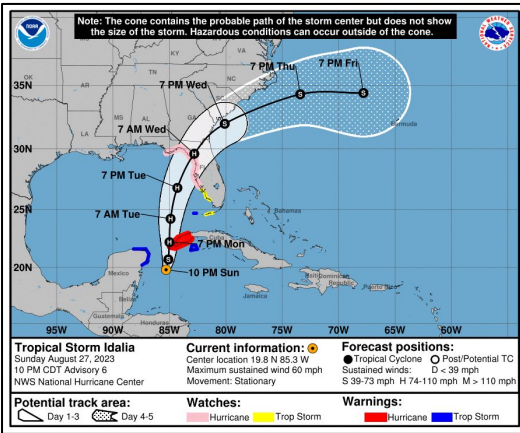 Note: The cone contains the probable path of the storm center but does not show
the size of the storm. Hazardous conditions can occur outside of the cone.
NOAA
KY
VA
7 PM Thu
7 PM Fri
7 PM Wed
OK
TN
NC
AR
35N
SC
MS
AL
GA
Bermuda
7 AM Wed
LA
30N
FL
7 PM Tue
7 AM Tue
25N
Bahamas
Cuba
7 PM Mon
10 PM Sun
20N
Mexico
Haiti
Dominican
Republic
Puerto Rico
Jamaica
Belize
Guatemala
Honduras
95W 90W 85W 80W 75W 70W 65W 60W
Tropical Storm Idalia
Sunday August 27, 2023
10 PM CDT Advisory 6
NWS National Hurricane Center
Current information:
Center location 19.8 N 85.3 W
Maximum sustained wind 60 mph
Movement: Stationary
Forecast positions:
Tropical Cyclone Post/Potential TC
Sustained winds: D < 39 mph
S 39-73 mph H 74-110 mph M > 110 mph
Potential track area:
Day 1-3 Day 4-5
Watches:
Hurricane Trop Storm
Warnings:
Hurricane Trop Storm